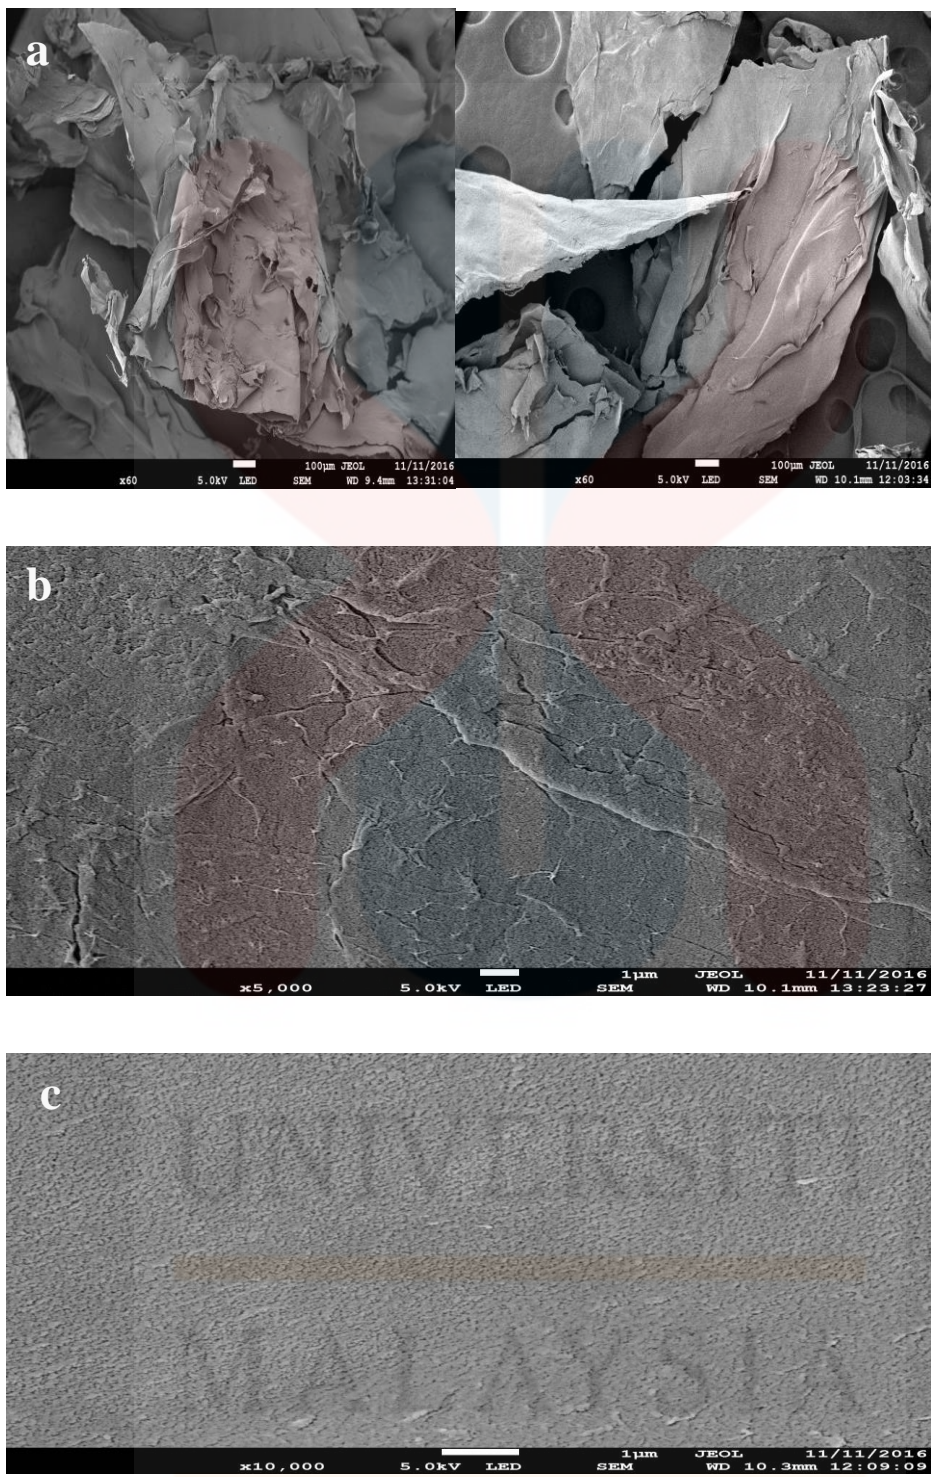 a
100µm JEOL 11/11/2016
x60 5.0kV LED SEM WD 9.4mm 13:31:04
100µm JEOL 11/11/2016
x60 5.0kV LED SEM WD 10.1mm 12:03:34
b
1µm JEOL 11/11/2016
x5,000 5.0kV LED SEM WD 10.1mm 13:23:27
c
UNIVERSITI
MALAYSIA
1µm JEOL 11/11/2016
x10,000 5.0kV LED SEM WD 10.3mm 12:09:09